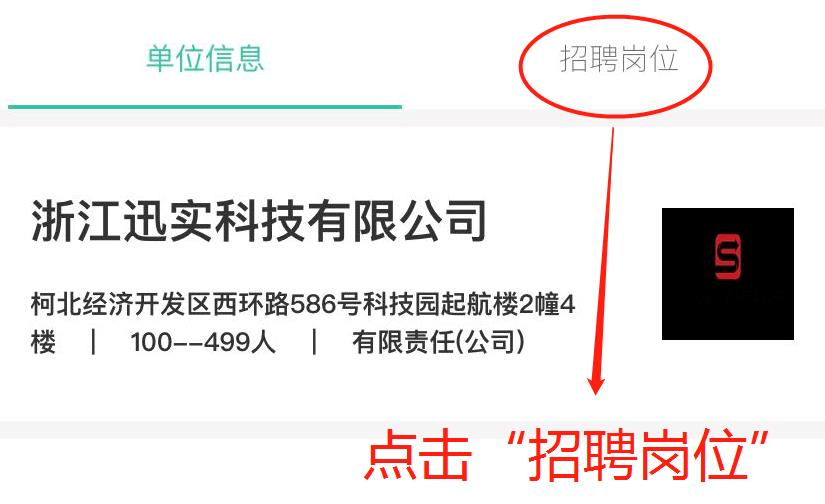 单位信息
招聘岗位
浙江迅实科技有限公司
S
柯北经济开发区西环路586号科技园起航楼2幢4
楼 | 100--499人 | 有限责任(公司)
点击“招聘岗位”